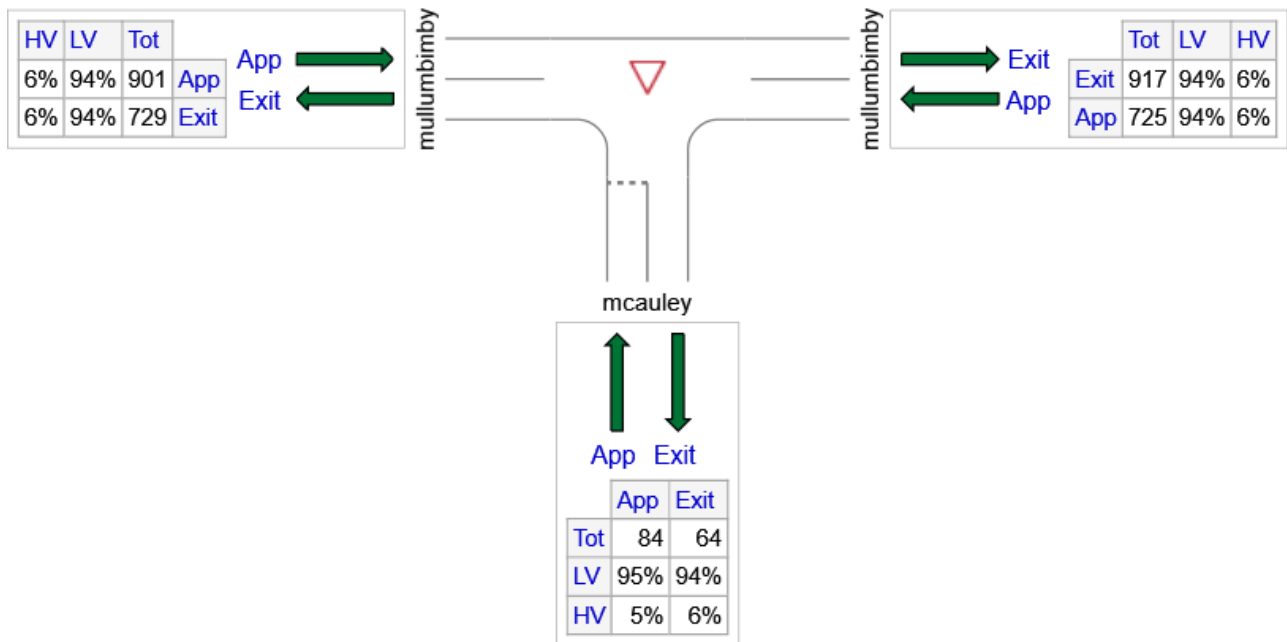 HV LV Tot
6% 94% 901 App
6% 94% 729 Exit
App
Exit
mullumbimby
mullumbimby
Exit
App
Tot LV HV
Exit 917 94% 6%
App 725 94% 6%
mcauley
App Exit
App Exit
Tot 84 64
LV 95% 94%
HV 5% 6%